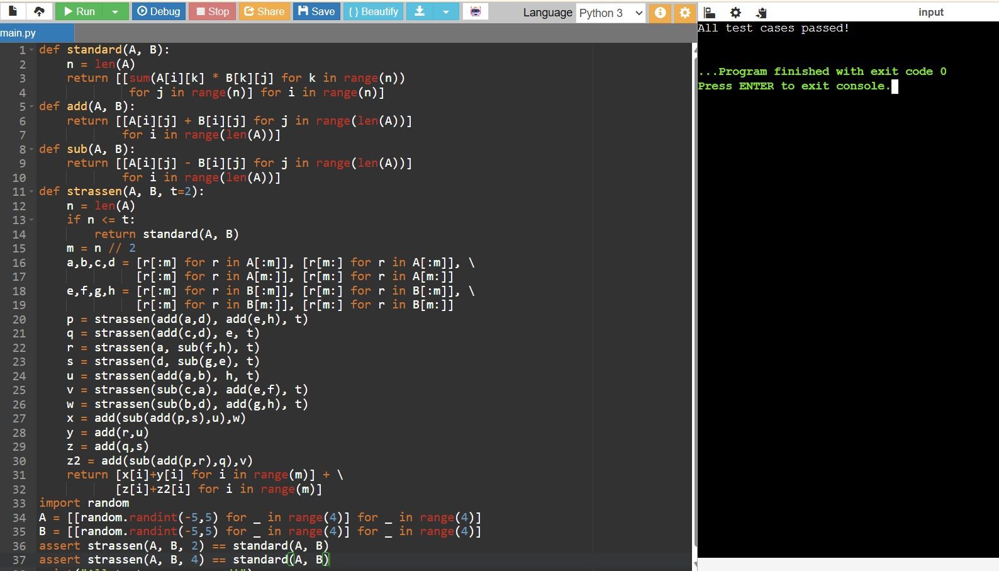 Run Debug Stop Share Save { } Beautify Language Python 3 input
main.py
1 def standard(A, B):
2     n = len(A)
3     return [[sum(A[i][k] * B[k][j] for k in range(n))
4              for j in range(n)] for i in range(n)]
5 def add(A, B):
6     return [[A[i][j] + B[i][j] for j in range(len(A))]
7             for i in range(len(A))]
8 def sub(A, B):
9     return [[A[i][j] - B[i][j] for j in range(len(A))]
10             for i in range(len(A))]
11 def strassen(A, B, t=2):
12     n = len(A)
13     if n <= t:
14         return standard(A, B)
15     m = n // 2
16     a,b,c,d = [r[:m] for r in A[:m]], [r[m:] for r in A[:m]], \
17               [r[:m] for r in A[m:]], [r[m:] for r in A[m:]]
18     e,f,g,h = [r[:m] for r in B[:m]], [r[m:] for r in B[:m]], \
19               [r[:m] for r in B[m:]], [r[m:] for r in B[m:]]
20     p = strassen(add(a,d), add(e,h), t)
21     q = strassen(add(c,d), e, t)
22     r = strassen(a, sub(f,h), t)
23     s = strassen(d, sub(g,e), t)
24     u = strassen(add(a,b), h, t)
25     v = strassen(sub(c,a), add(e,f), t)
26     w = strassen(sub(b,d), add(g,h), t)
27     x = add(sub(add(p,s),u),w)
28     y = add(r,u)
29     z = add(q,s)
30     z2 = add(sub(add(p,r),q),v)
31     return [x[i]+y[i] for i in range(m)] + \
32            [z[i]+z2[i] for i in range(m)]
33 import random
34 A = [[random.randint(-5,5) for _ in range(4)] for _ in range(4)]
35 B = [[random.randint(-5,5) for _ in range(4)] for _ in range(4)]
36 assert strassen(A, B, 2) == standard(A, B)
37 assert strassen(A, B, 4) == standard(A, B)
All test cases passed!
...Program finished with exit code 0
Press ENTER to exit console.